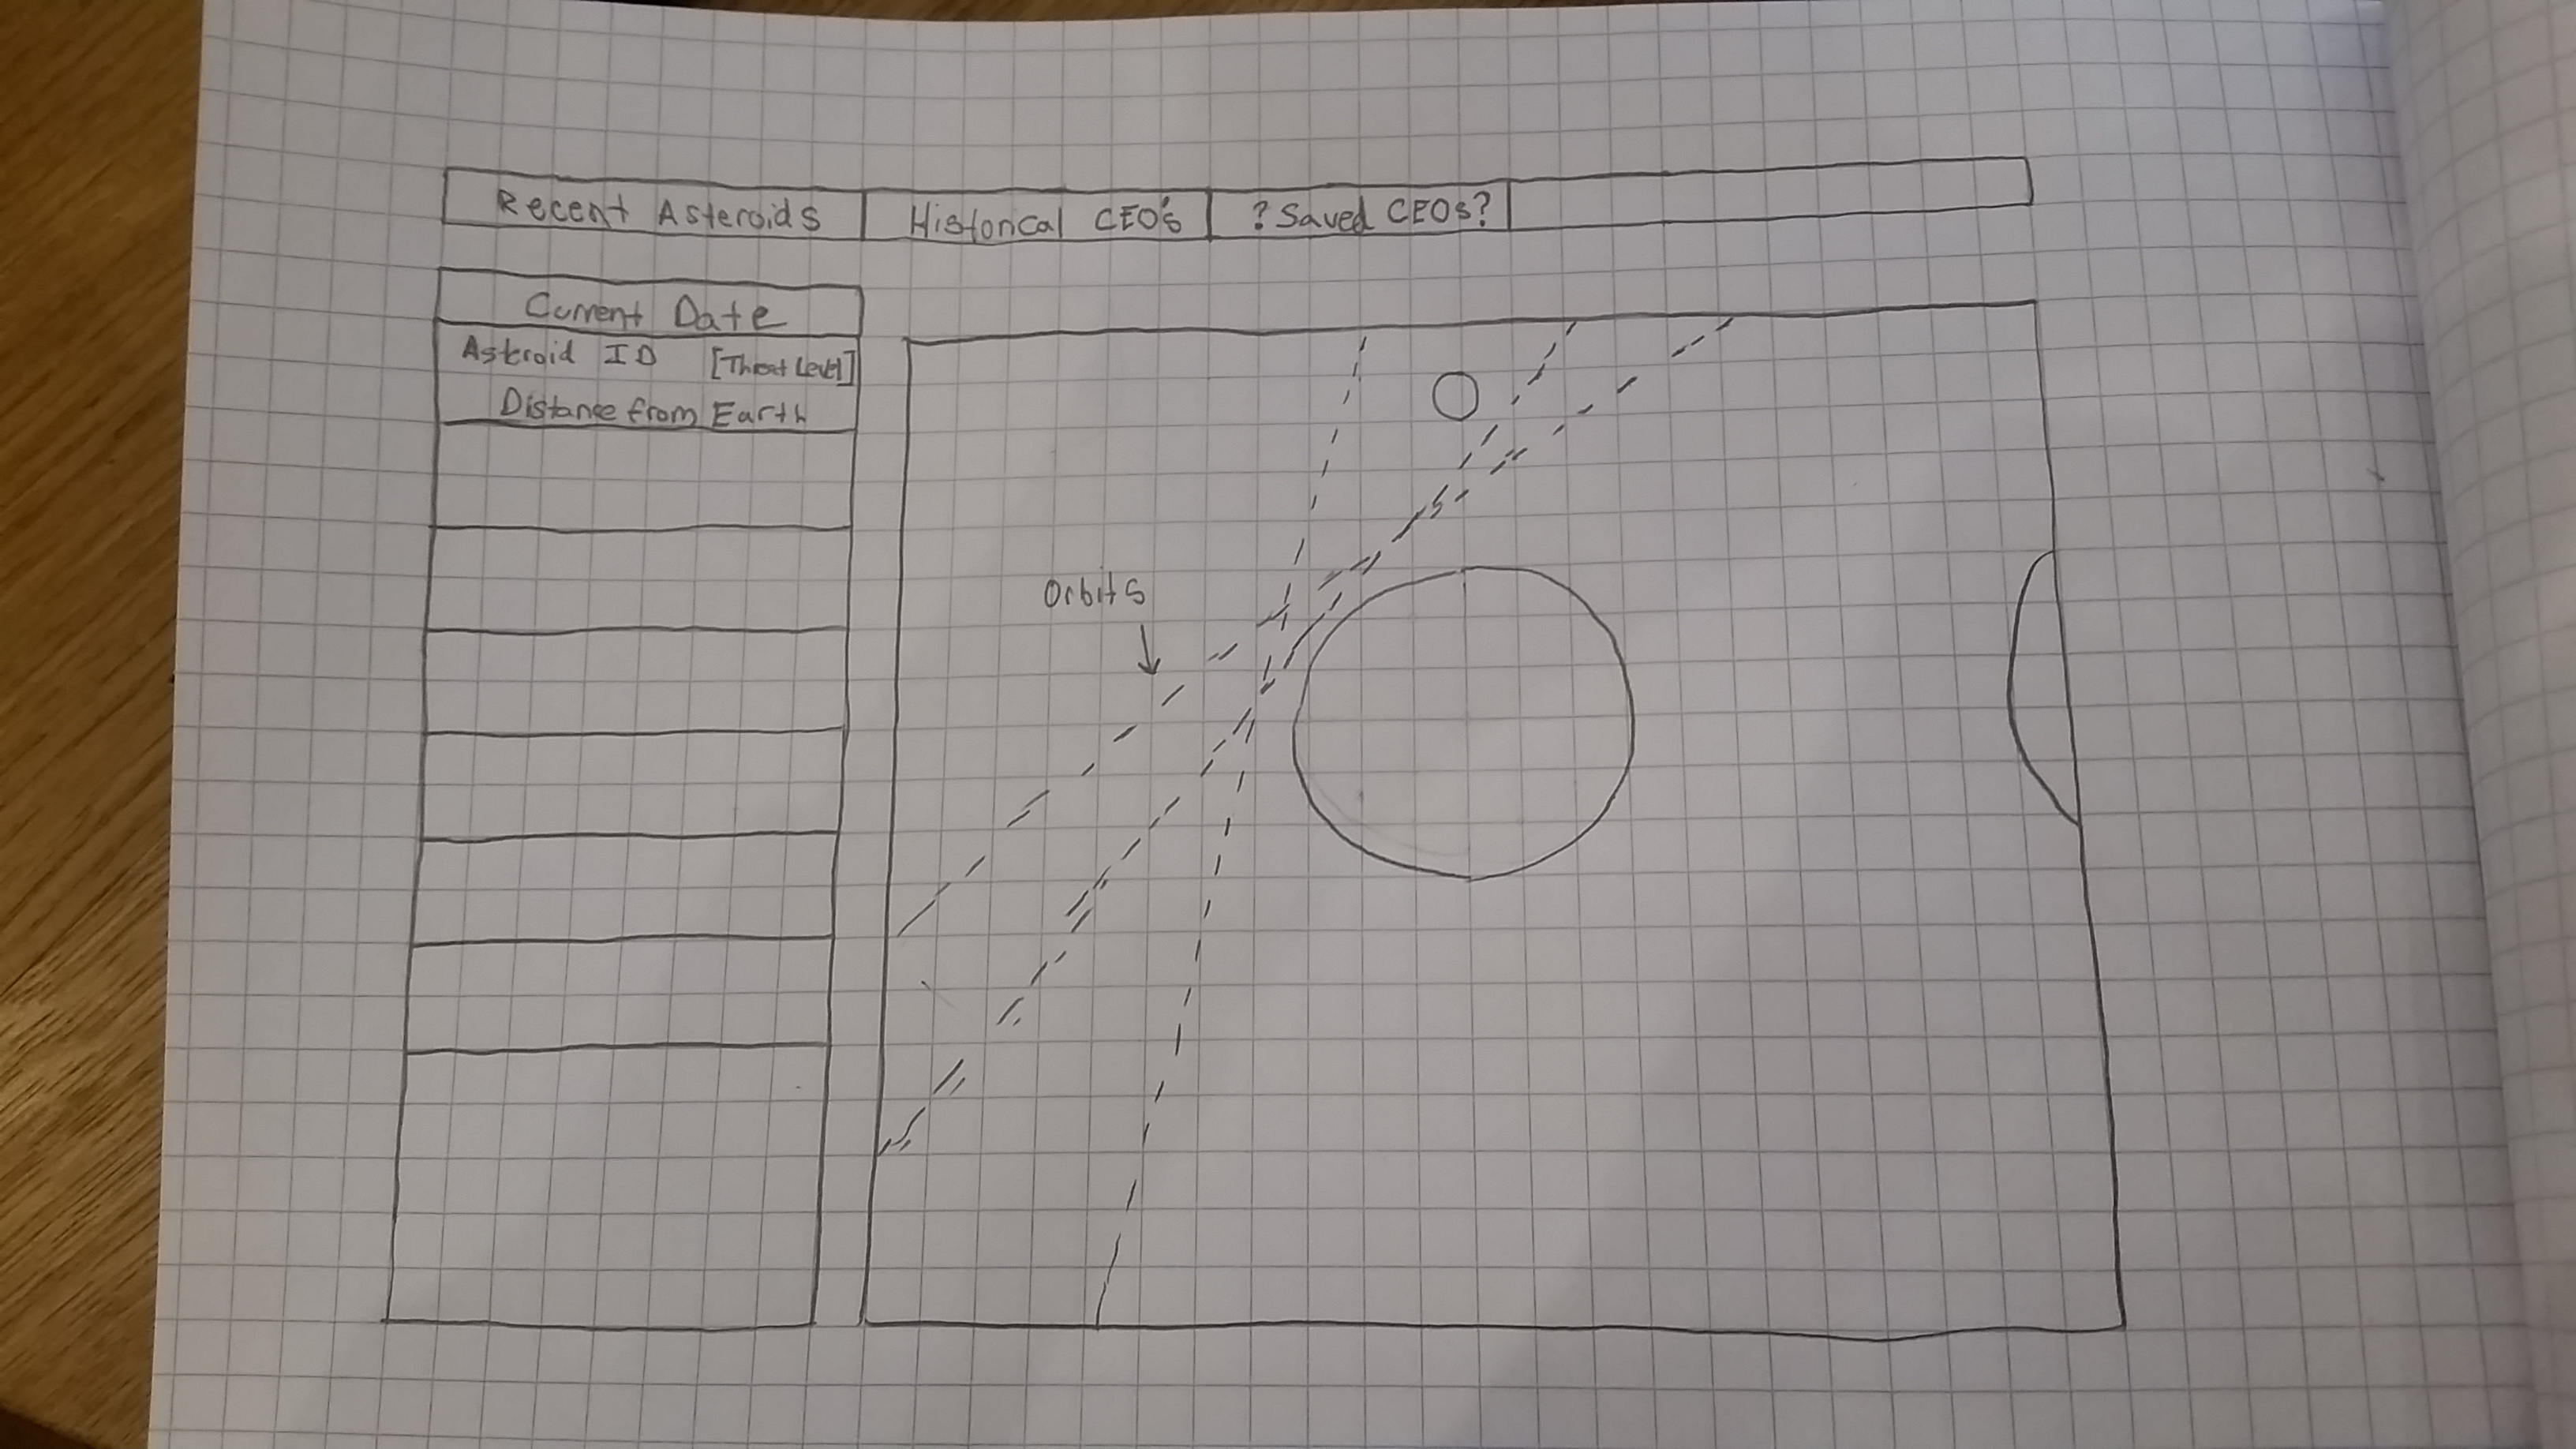 Recent Asteroids
Historical CEO's
? Saved CEOs?
Current Date
Asteroid ID [Threat Level]
Distance from Earth
Orbits